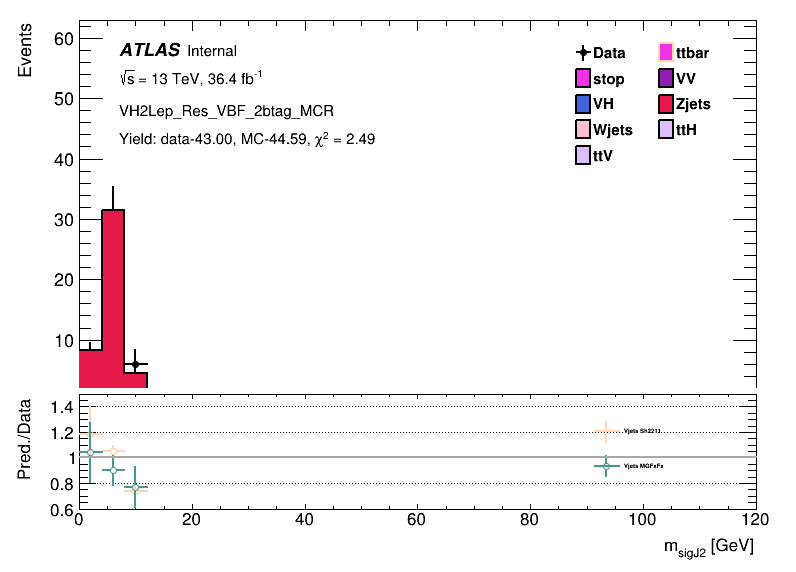 Events
60
50
40
30
20
10
ATLAS Internal
√s = 13 TeV, 36.4 fb⁻¹
VH2Lep_Res_VBF_2btag_MCR
Yield: data-43.00, MC-44.59, χ² = 2.49
Data
ttbar
stop
VV
VH
Zjets
Wjets
ttH
ttV
Pred./Data
1.4
1.2
1
0.8
0.6
Vjets Sh2211
Vjets MGFxFx
0 20 40 60 80 100 120
m_sigJ2 [GeV]